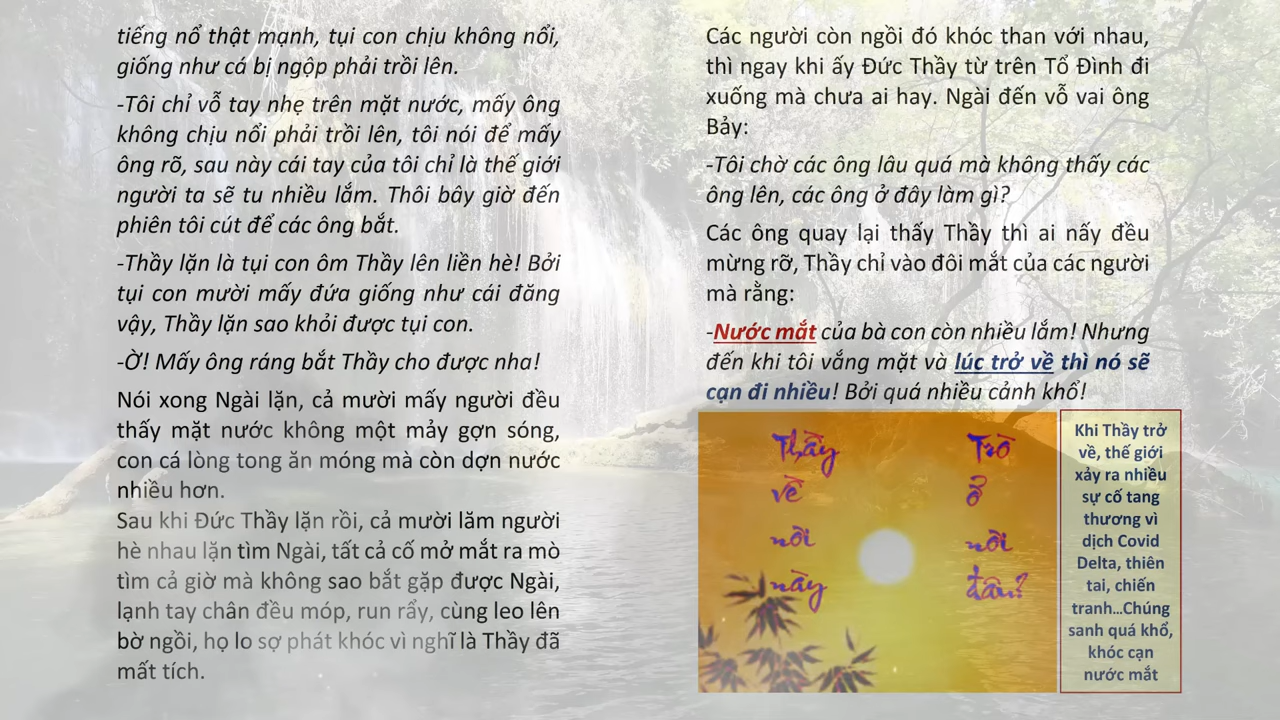 tiếng nổ thật mạnh, tụi con chịu không nổi,
giống như cá bị ngộp phải trồi lên.
-Tôi chỉ vỗ tay nhẹ trên mặt nước, mấy ông
không chịu nổi phải trồi lên, tôi nói để mấy
ông rõ, sau này cái tay của tôi chỉ là thế giới
người ta sẽ tu nhiều lắm. Thôi bây giờ đến
phiên tôi cút để các ông bắt.
-Thầy lặn là tụi con ôm Thầy lên liền hè! Bởi
tụi con mười mấy đứa giống như cái đăng
vậy, Thầy lặn sao khỏi được tụi con.
-Ờ! Mấy ông ráng bắt Thầy cho được nha!
Nói xong Ngài lặn, cả mười mấy người đều
thấy mặt nước không một mảy gợn sóng,
con cá lòng tong ăn móng mà còn dợn nước
nhiều hơn.
Sau khi Đức Thầy lặn rồi, cả mười lăm người
hè nhau lặn tìm Ngài, tất cả cố mở mắt ra mò
tìm cả giờ mà không sao bắt gặp được Ngài,
lạnh tay chân đều móp, run rẩy, cùng leo lên
bờ ngồi, họ lo sợ phát khóc vì nghĩ là Thầy đã
mất tích.
Các người còn ngồi đó khóc than với nhau,
thì ngay khi ấy Đức Thầy từ trên Tổ Đình đi
xuống mà chưa ai hay. Ngài đến vỗ vai ông
Bảy:
-Tôi chờ các ông lâu quá mà không thấy các
ông lên, các ông ở đây làm gì?
Các ông quay lại thấy Thầy thì ai nấy đều
mừng rỡ, Thầy chỉ vào đôi mắt của các người
mà rằng:
-Nước mắt của bà con còn nhiều lắm! Nhưng
đến khi tôi vắng mặt và lúc trở về thì nó sẽ
cạn đi nhiều! Bởi quá nhiều cảnh khổ!
Thầy
về
nồi
này
Trò
ở
nồi
đâu?
Khi Thầy trở
về, thế giới
xảy ra nhiều
sự cố tang
thương vì
dịch Covid
Delta, thiên
tai, chiến
tranh...Chúng
sanh quá khổ,
khóc cạn
nước mắt